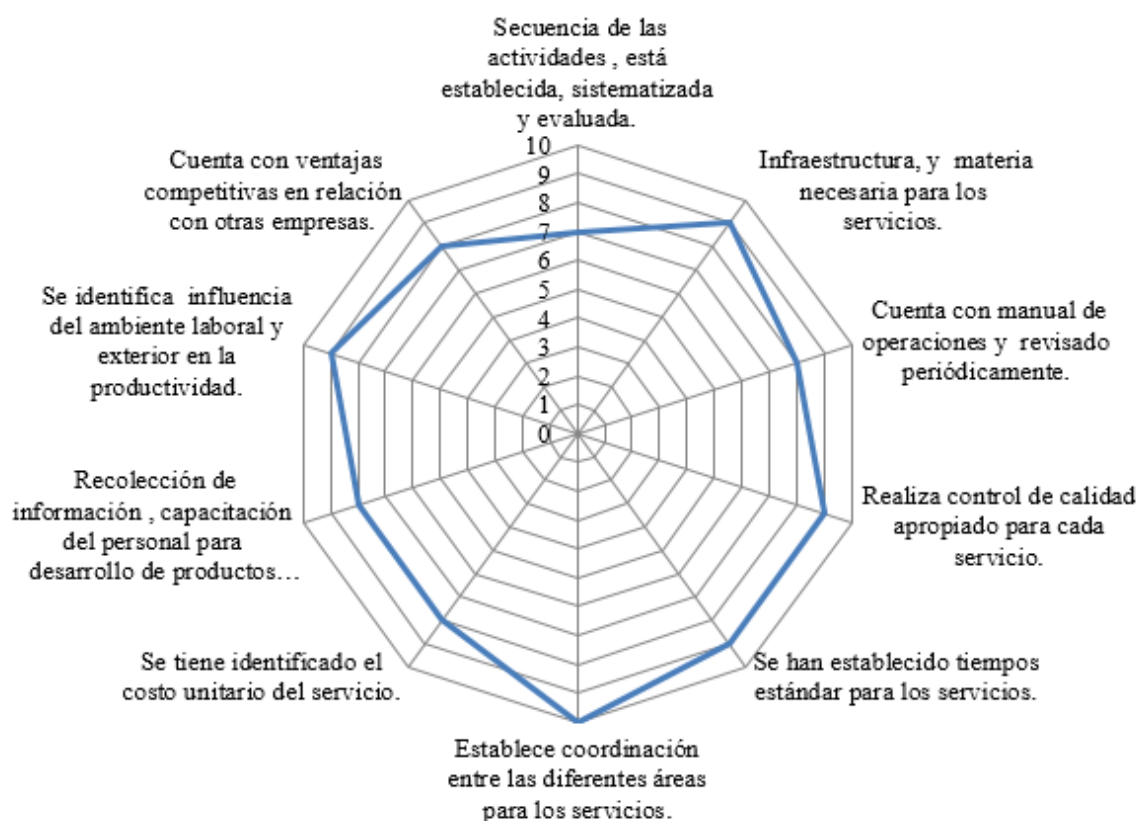 Secuencia de las
actividades , está
establecida, sistematizada
y evaluada.
Infraestructura, y materia
necesaria para los
servicios.
Cuenta con manual de
operaciones y revisado
periódicamente.
Realiza control de calidad
apropiado para cada
servicio.
Se han establecido tiempos
estándar para los servicios.
Establece coordinación
entre las diferentes áreas
para los servicios.
Se tiene identificado el
costo unitario del servicio.
Recolección de
información , capacitación
del personal para
desarrollo de productos…
Se identifica influencia
del ambiente laboral y
exterior en la
productividad.
Cuenta con ventajas
competitivas en relación
con otras empresas.
10
9
8
7
6
5
4
3
2
1
0